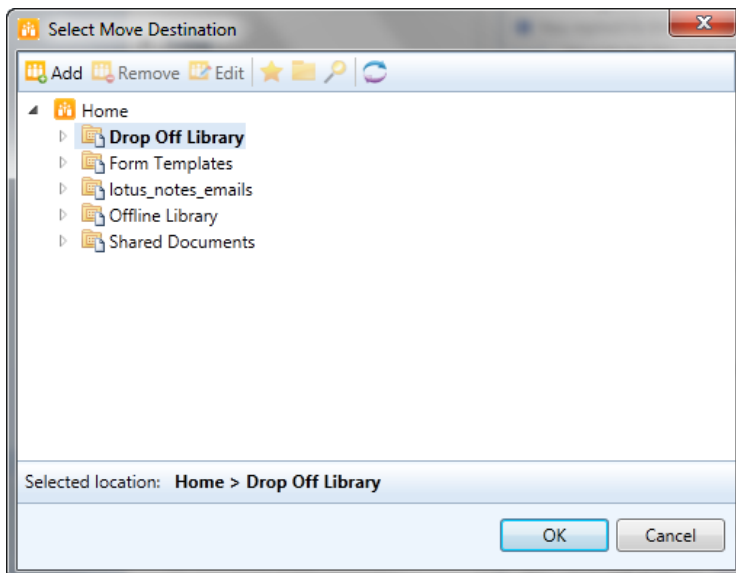 Select Move Destination
Add Remove Edit
Home
Drop Off Library
Form Templates
lotus_notes_emails
Offline Library
Shared Documents
Selected location: Home > Drop Off Library
OK Cancel